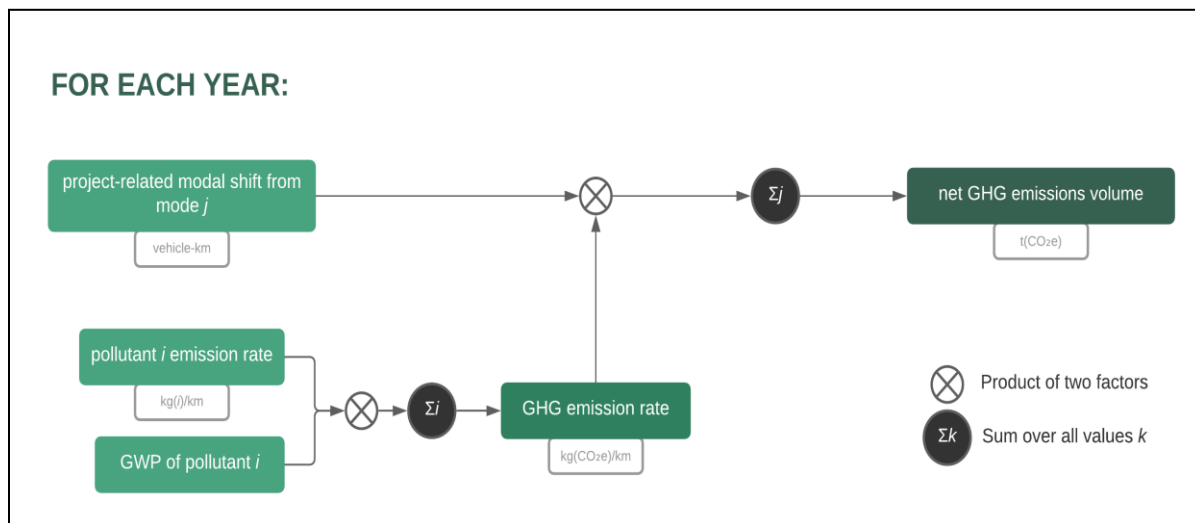 FOR EACH YEAR:
project-related modal shift from
mode j
vehicle-km
Σj
net GHG emissions volume
t(CO₂e)
pollutant i emission rate
kg(i)/km
GWP of pollutant i
Σi
GHG emission rate
kg(CO₂e)/km
Product of two factors
Σk
Sum over all values k